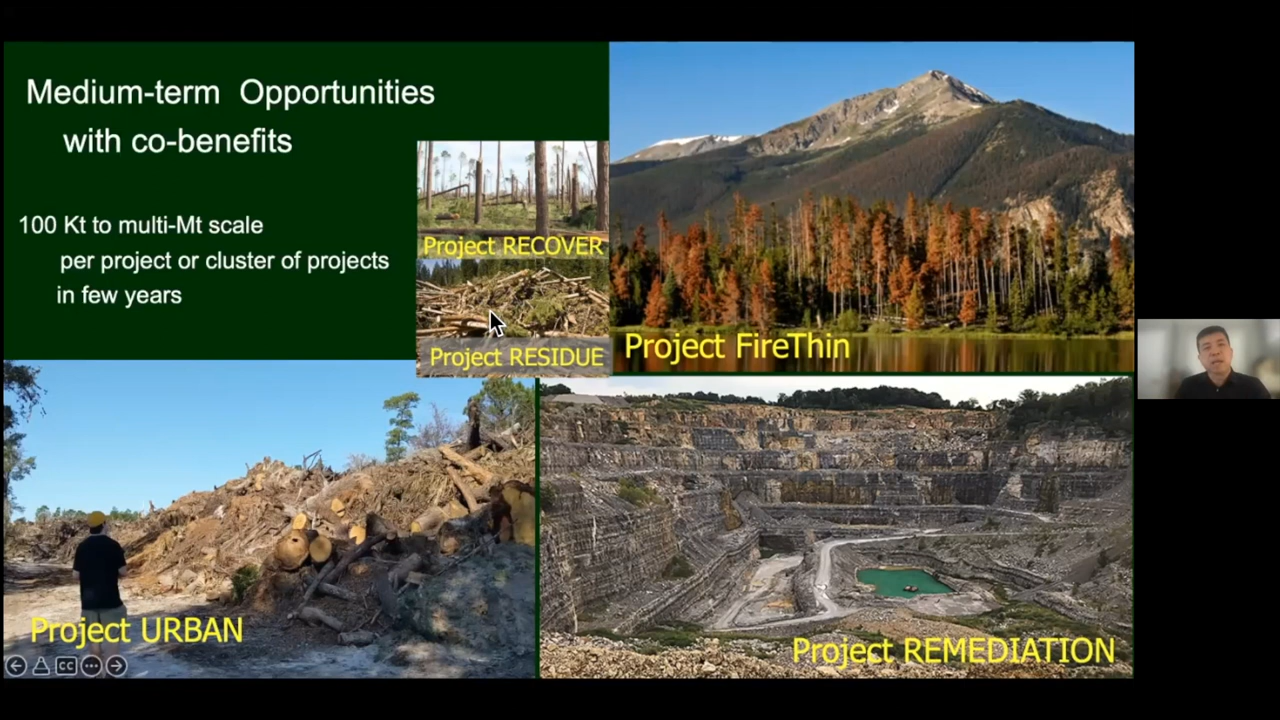 Medium-term Opportunities
with co-benefits
100 Kt to multi-Mt scale
per project or cluster of projects
in few years
Project RECOVER
Project RESIDUE
Project FireThin
Project URBAN
Project REMEDIATION
CC